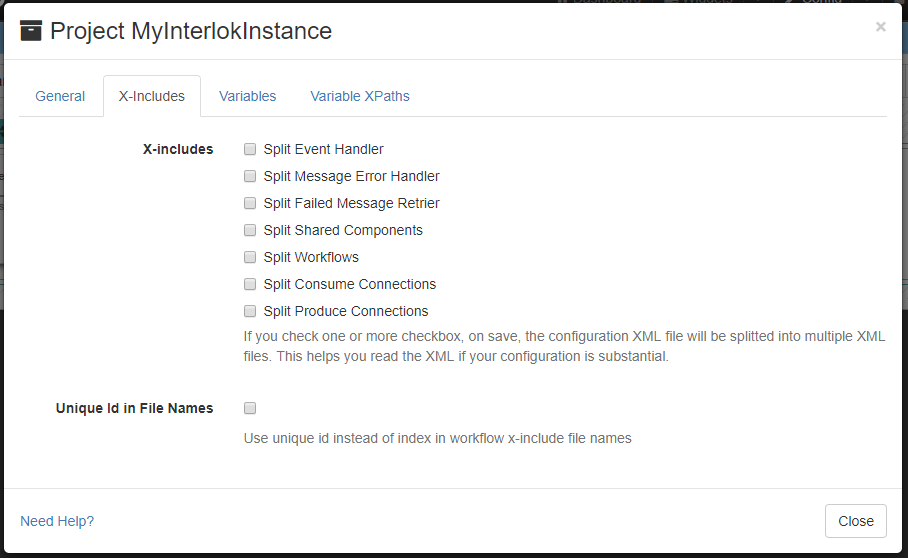 Project MyInterlokInstance
×
General X-Includes Variables Variable XPaths
X-includes Split Event Handler
Split Message Error Handler
Split Failed Message Retrier
Split Shared Components
Split Workflows
Split Consume Connections
Split Produce Connections
If you check one or more checkbox, on save, the configuration XML file will be splitted into multiple XML
files. This helps you read the XML if your configuration is substantial.
Unique Id in File Names
Use unique id instead of index in workflow x-include file names
Need Help? Close